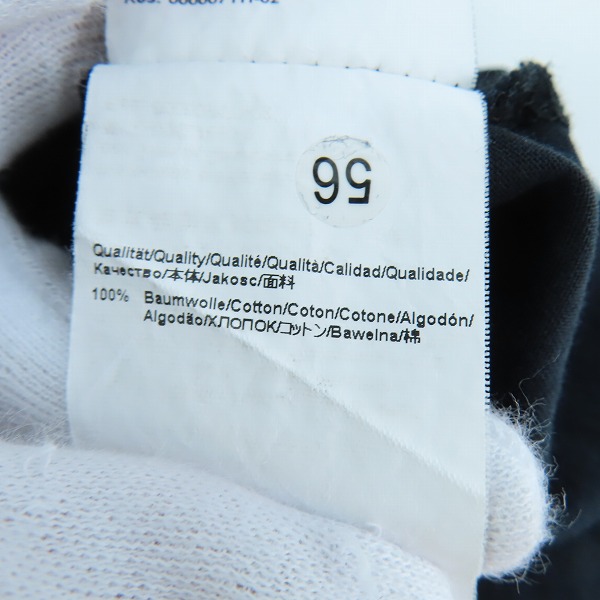 56
Qualität/Quality/Qualité/Qualità/Calidad/Qualidade/
Качество/本体/Jakosc/面料
100% Baumwolle/Cotton/Coton/Cotone/Algodón/
Algodão/ХЛОПОК/コットン/Bawelna/棉